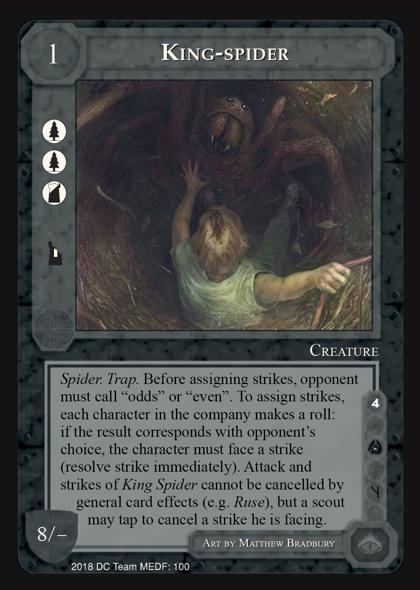 1
King-spider
Creature
Spider. Trap. Before assigning strikes, opponent
must call “odds” or “even”. To assign strikes,
each character in the company makes a roll:
if the result corresponds with opponent’s
choice, the character must face a strike
(resolve strike immediately). Attack and
strikes of King Spider cannot be cancelled by
general card effects (e.g. Ruse), but a scout
may tap to cancel a strike he is facing.
4
8/–
Art by Matthew Bradbury
2018 DC Team MEDF: 100